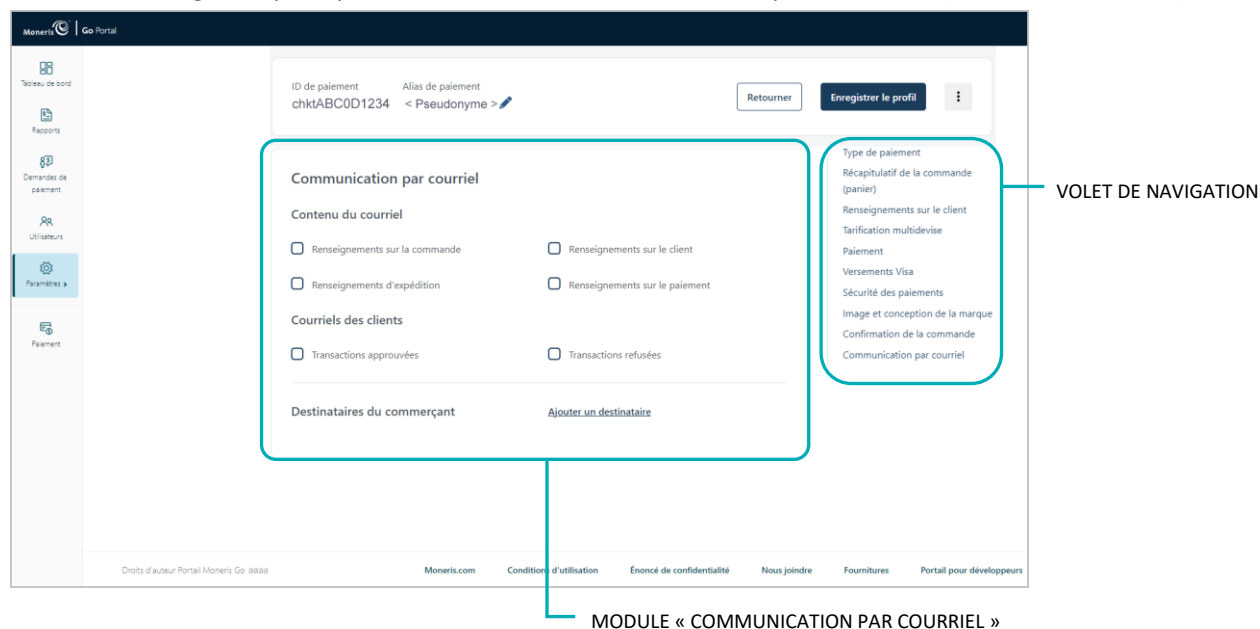 Moneris Go Portal
Tableau de bord
Rapports
Demandes de
paiement
Utilisateurs
Paramètres
Paiement
ID de paiement Alias de paiement
chktABC0D1234 < Pseudonyme >
Retourner Enregistrer le profil
Communication par courriel
Contenu du courriel
Renseignements sur la commande Renseignements sur le client
Renseignements d'expédition Renseignements sur le paiement
Courriels des clients
Transactions approuvées Transactions refusées
Destinataires du commerçant Ajouter un destinataire
Type de paiement
Récapitulatif de la commande
(panier)
Renseignements sur le client
Tarification multidevise
Paiement
Versements Visa
Sécurité des paiements
Image et conception de la marque
Confirmation de la commande
Communication par courriel
VOLET DE NAVIGATION
Droits d'auteur Portail Moneris Go aaaa Moneris.com Conditions d'utilisation Énoncé de confidentialité Nous joindre Fournitures Portail pour développeurs
MODULE « COMMUNICATION PAR COURRIEL »